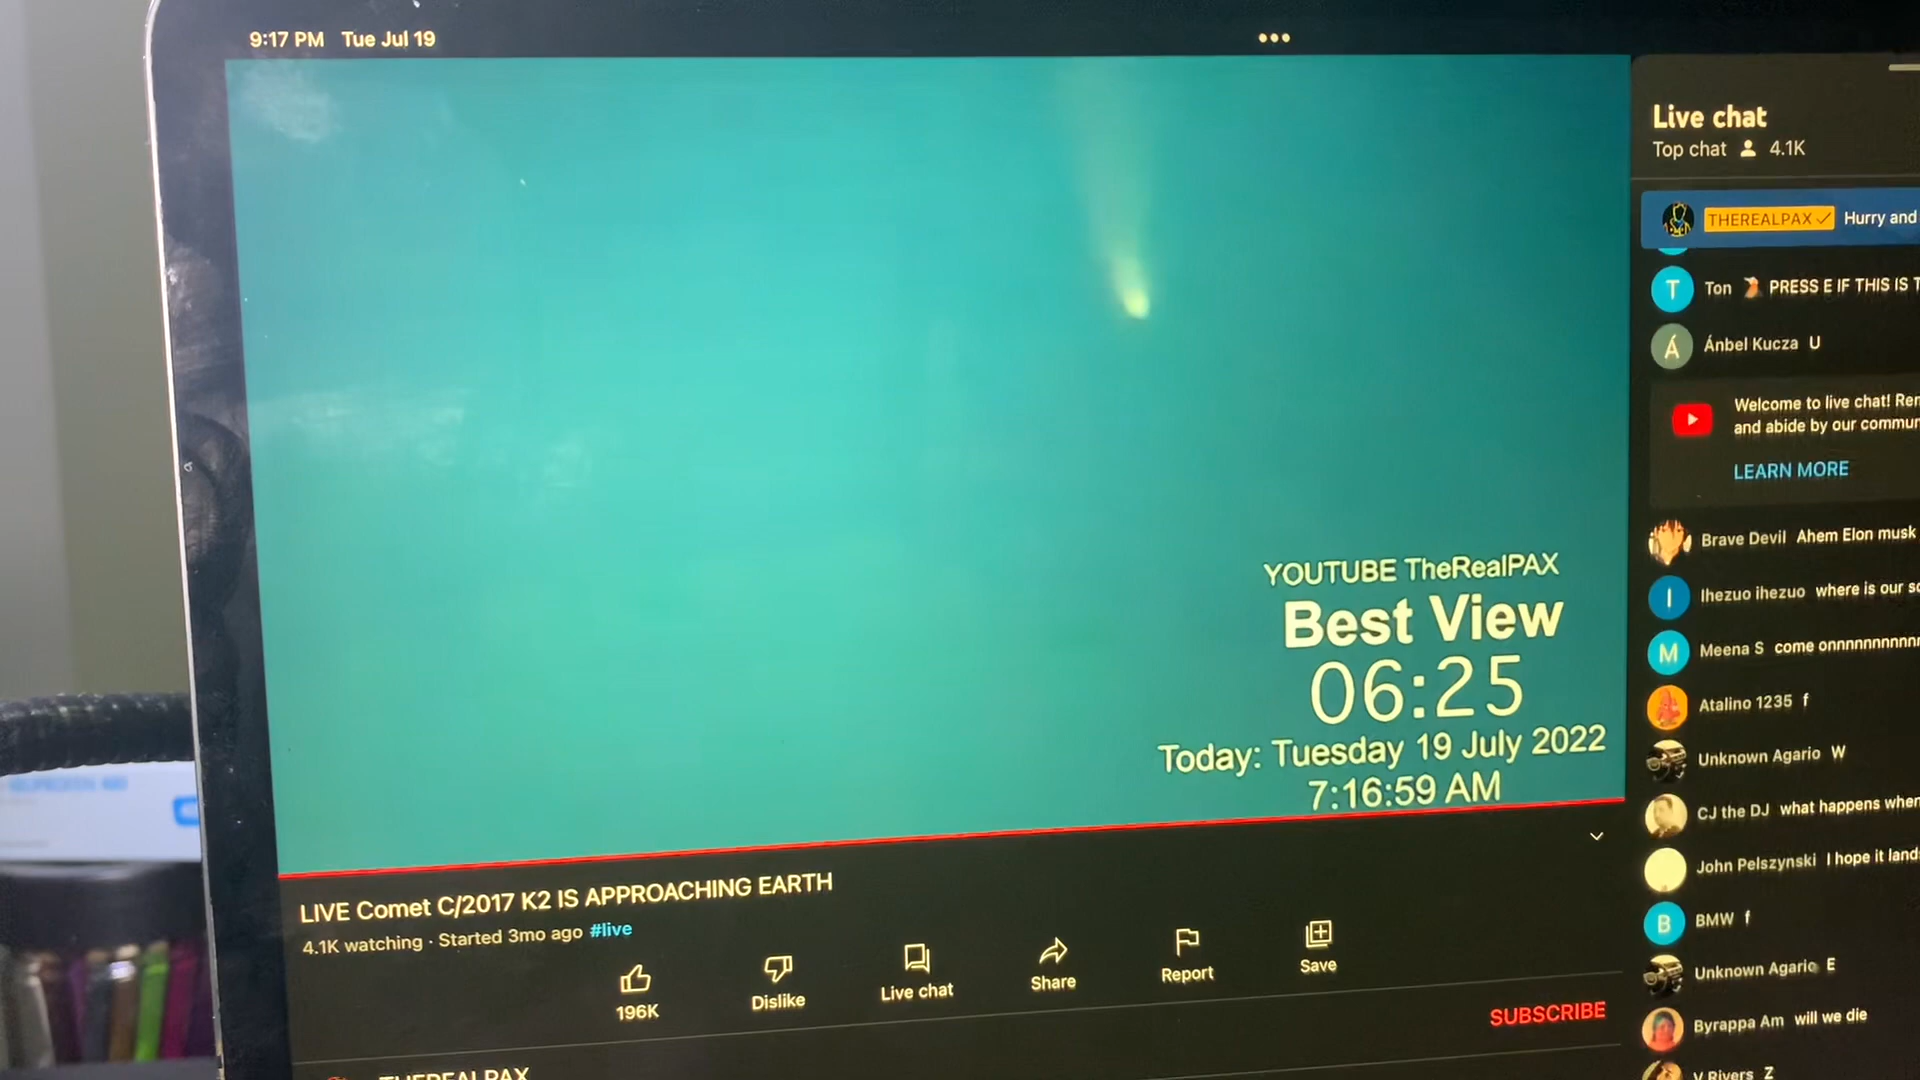 9:17 PM Tue Jul 19
YOUTUBE TheRealPAX
Best View
06:25
Today: Tuesday 19 July 2022
7:16:59 AM
LIVE Comet C/2017 K2 IS APPROACHING EARTH
4.1K watching · Started 3mo ago #live
196K
Dislike
Live chat
Share
Report
Save
SUBSCRIBE
THEREALPAX
Live chat
Top chat 4.1K
THEREALPAX Hurry and
T Ton PRESS E IF THIS IS
Á Ánbel Kucza U
Welcome to live chat!
and abide by our
LEARN MORE
Brave Devil Ahem Elon musk
I Ihezuo ihezuo where is our
M Meena S come onnnnnnnnnn
Atalino 1235 f
Unknown Agario W
CJ the DJ what happens when
John Pelszynski I hope it
B BMW f
Unknown Agario E
Byrappa Am will we die
V Rivers Z